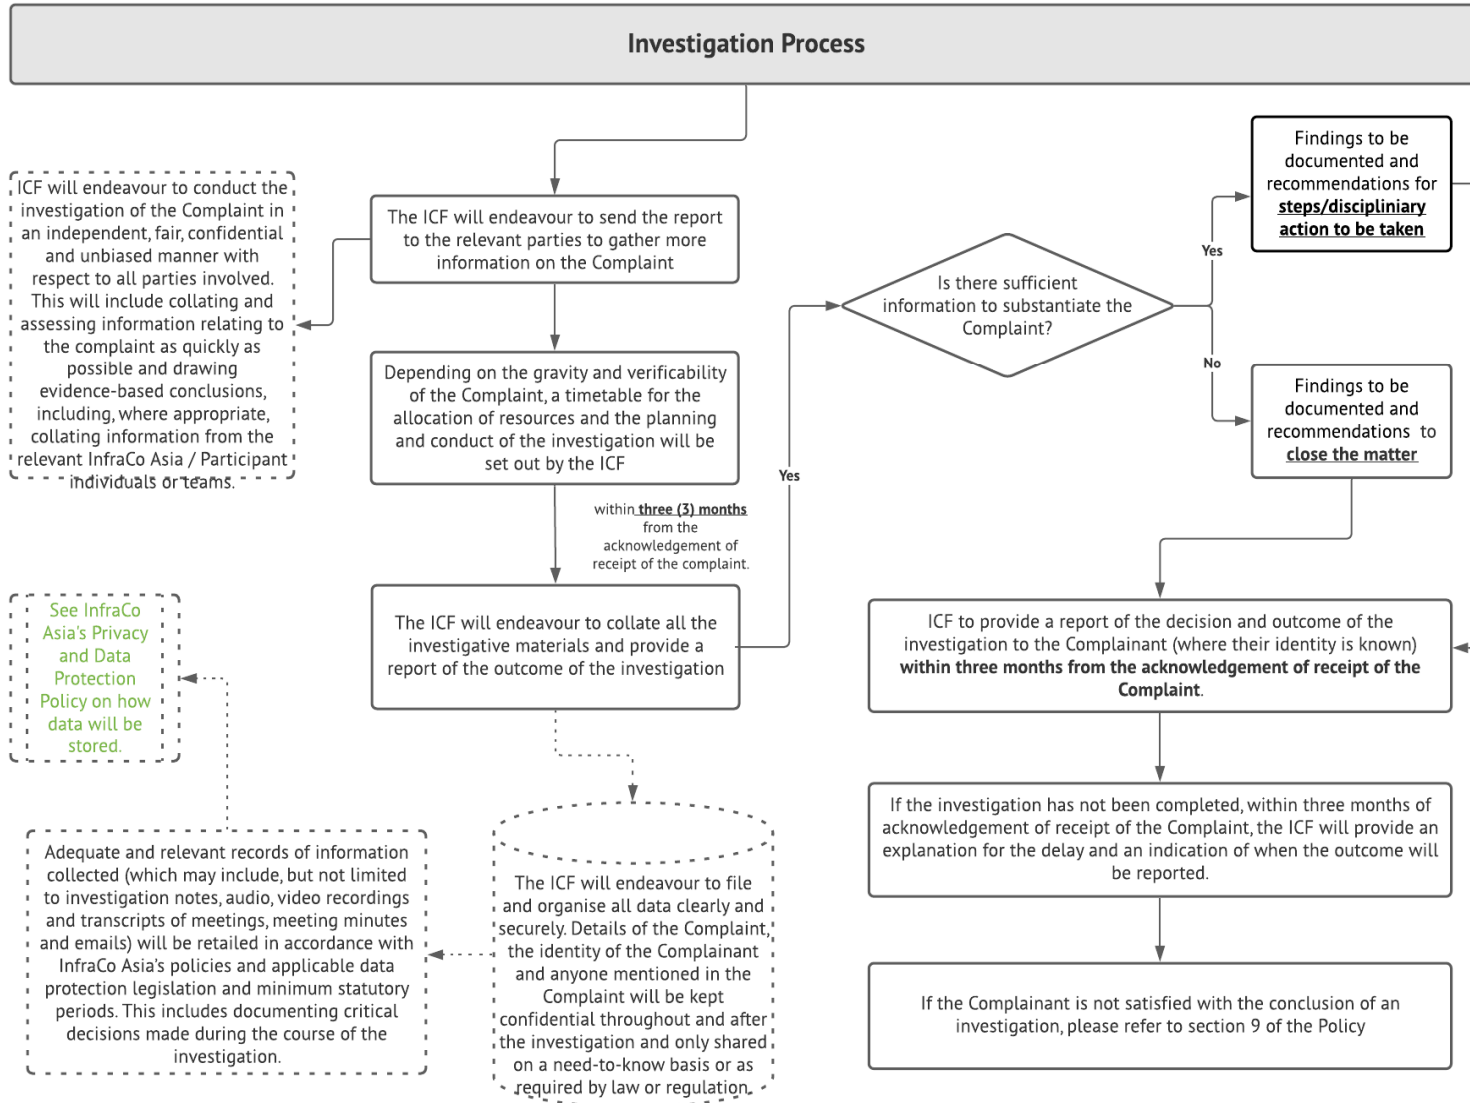 Investigation Process
ICF will endeavour to conduct the
investigation of the Complaint in
an independent, fair, confidential
and unbiased manner with
respect to all parties involved.
This will include collating and
assessing information relating to
the complaint as quickly as
possible and drawing
evidence-based conclusions,
including, where appropriate,
collating information from the
relevant InfraCo Asia / Participant
individuals or teams.
The ICF will endeavour to send the report
to the relevant parties to gather more
information on the Complaint
Depending on the gravity and verificability
of the Complaint, a timetable for the
allocation of resources and the planning
and conduct of the investigation will be
set out by the ICF
within three (3) months
from the
acknowledgement of
receipt of the complaint.
The ICF will endeavour to collate all the
investigative materials and provide a
report of the outcome of the investigation
Yes
Is there sufficient
information to substantiate the
Complaint?
Yes
Findings to be
documented and
recommendations for
steps/discipliniary
action to be taken
No
Findings to be
documented and
recommendations to
close the matter
ICF to provide a report of the decision and outcome of the
investigation to the Complainant (where their identity is known)
within three months from the acknowledgement of receipt of the
Complaint.
If the investigation has not been completed, within three months of
acknowledgement of receipt of the Complaint, the ICF will provide an
explanation for the delay and an indication of when the outcome will
be reported.
If the Complainant is not satisfied with the conclusion of an
investigation, please refer to section 9 of the Policy
The ICF will endeavour to file
and organise all data clearly and
securely. Details of the Complaint,
the identity of the Complainant
and anyone mentioned in the
Complaint will be kept
confidential throughout and after
the investigation and only shared
on a need-to-know basis or as
required by law or regulation.
Adequate and relevant records of information
collected (which may include, but not limited
to investigation notes, audio, video recordings
and transcripts of meetings, meeting minutes
and emails) will be retailed in accordance with
InfraCo Asia's policies and applicable data
protection legislation and minimum statutory
periods. This includes documenting critical
decisions made during the course of the
investigation.
See InfraCo
Asia's Privacy
and Data
Protection
Policy on how
data will be
stored.